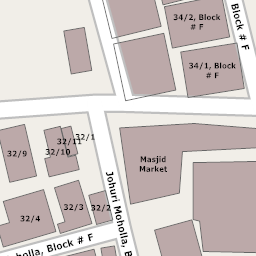 34/2, Block
# F
Block # F
34/1, Block
# F
32/1
32/11
32/10
32/9
Masjid
Market
32/3
32/2
32/4
Johuri Moholla, B
holla, Block # F